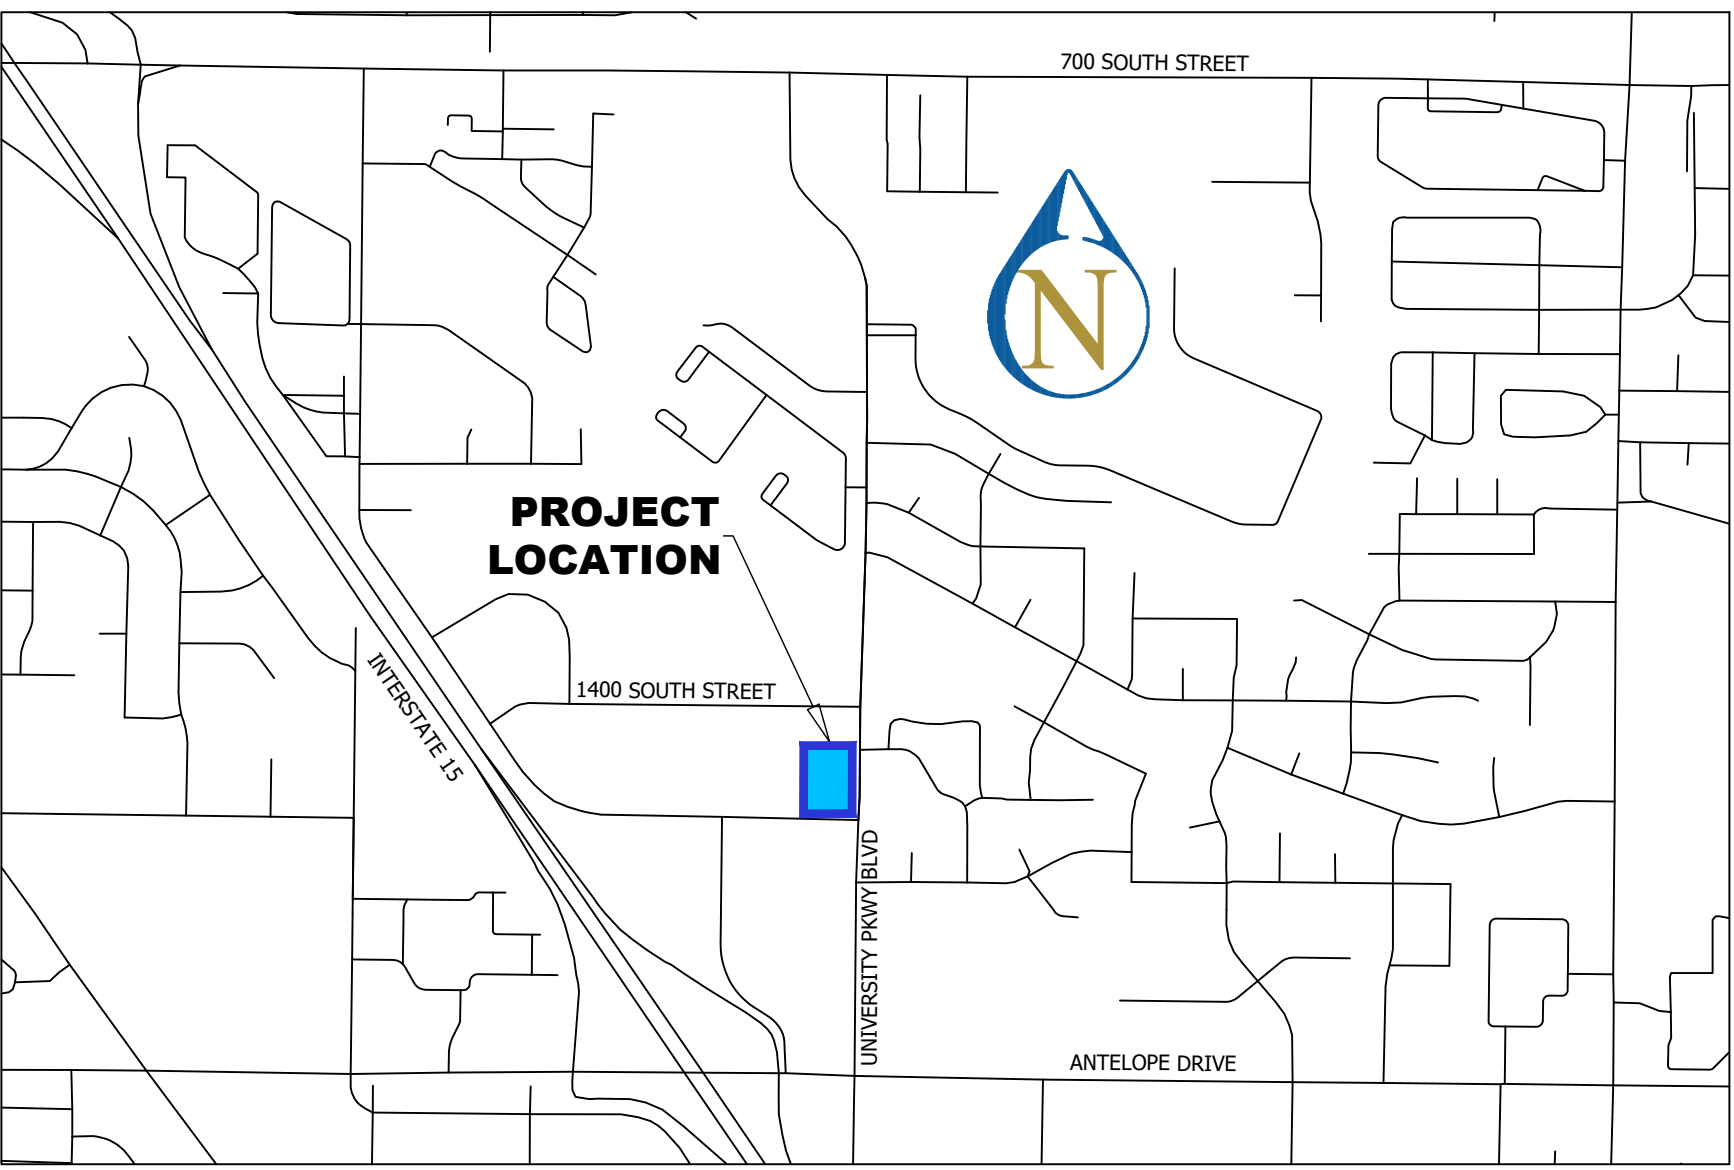 700 SOUTH STREET
N
PROJECT
LOCATION
1400 SOUTH STREET
INTERSTATE 15
UNIVERSITY PKWY BLVD
ANTELOPE DRIVE